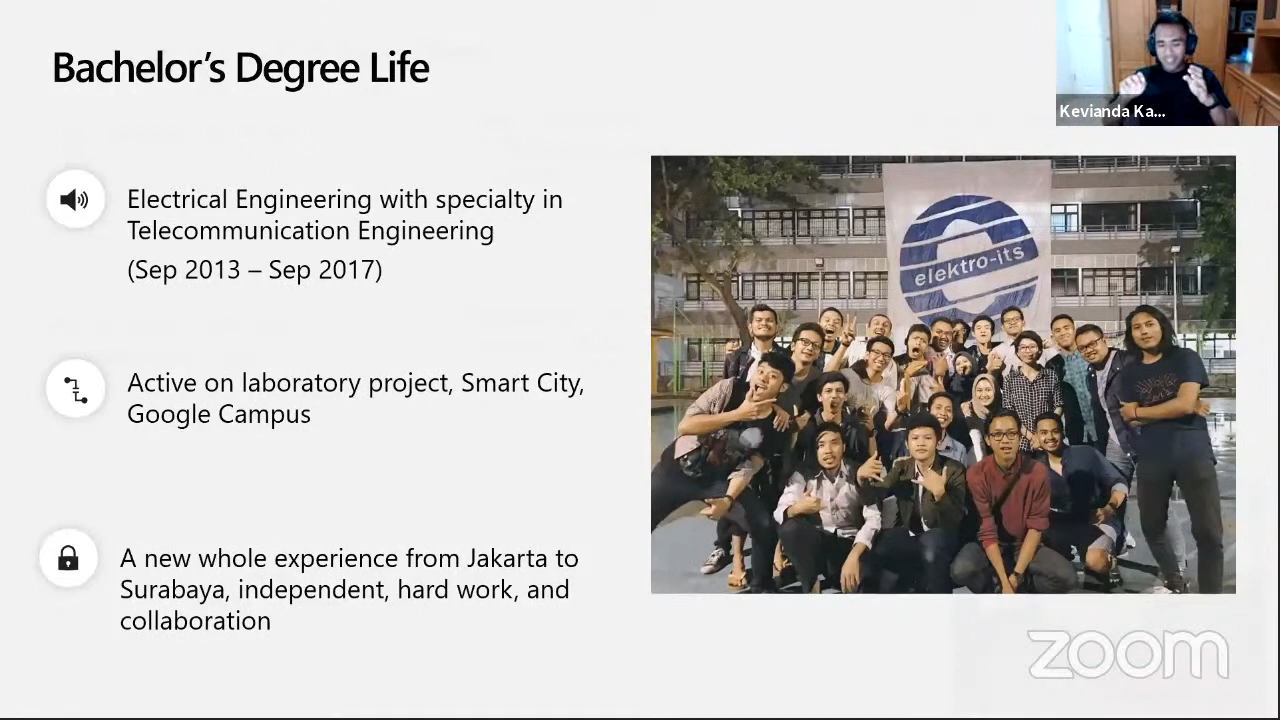 Bachelor's Degree Life
Kevianda Ka...
Electrical Engineering with specialty in
Telecommunication Engineering
(Sep 2013 – Sep 2017)
elektro-its
Active on laboratory project, Smart City,
Google Campus
A new whole experience from Jakarta to
Surabaya, independent, hard work, and
collaboration
zoom